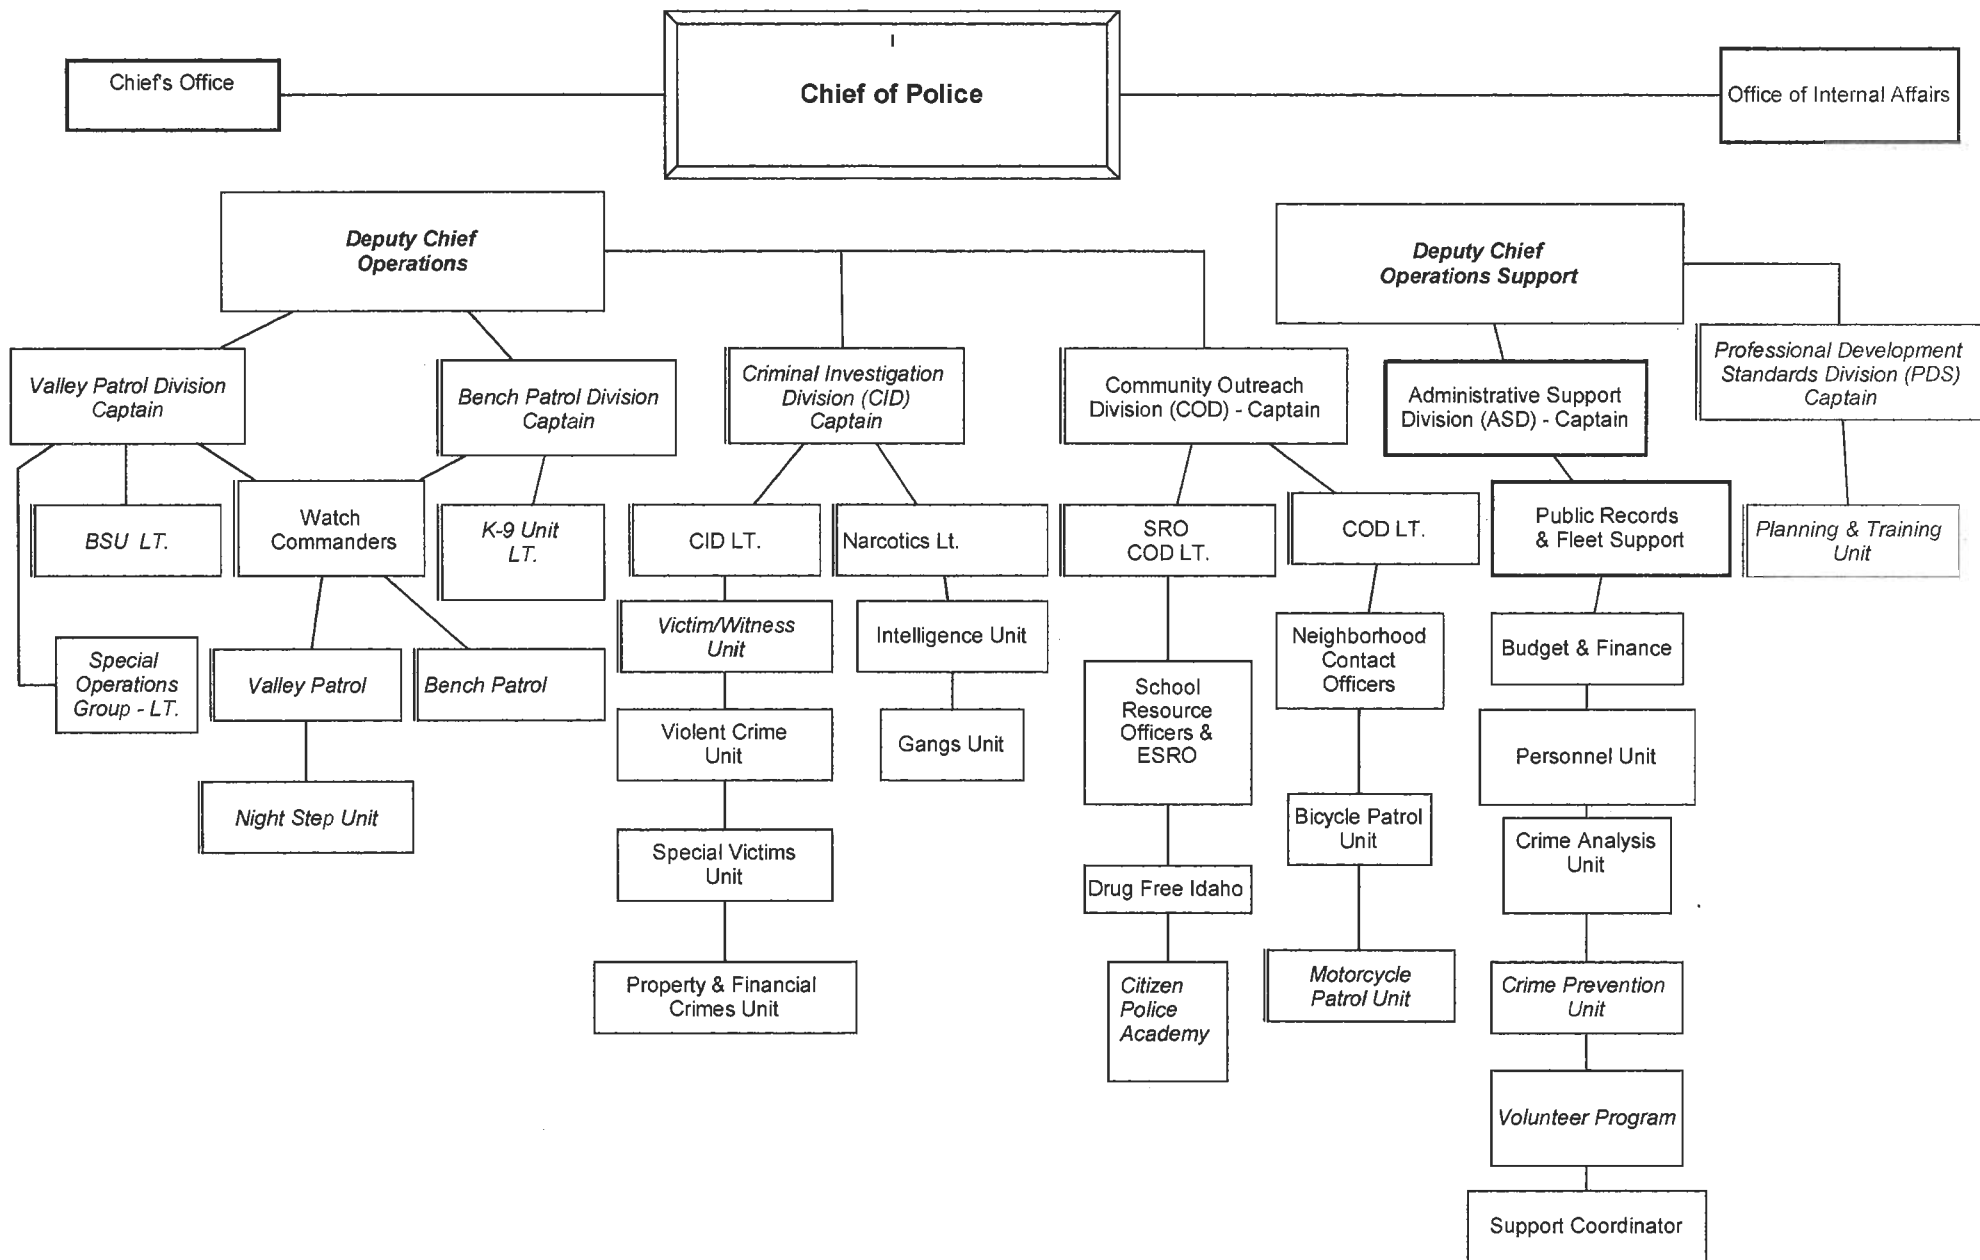 I
Chief's Office
Chief of Police
Office of Internal Affairs
Deputy Chief
Operations
Deputy Chief
Operations Support
Valley Patrol Division
Captain
Bench Patrol Division
Captain
Criminal Investigation
Division (CID)
Captain
Community Outreach
Division (COD) - Captain
Administrative Support
Division (ASD) - Captain
Professional Development
Standards Division (PDS)
Captain
BSU LT.
Watch
Commanders
K-9 Unit
LT.
CID LT.
Narcotics Lt.
SRO
COD LT.
COD LT.
Public Records
& Fleet Support
Planning & Training
Unit
Special
Operations
Group - LT.
Valley Patrol
Bench Patrol
Victim/Witness
Unit
Intelligence Unit
School
Resource
Officers &
ESRO
Neighborhood
Contact
Officers
Budget & Finance
Night Step Unit
Violent Crime
Unit
Gangs Unit
Personnel Unit
Special Victims
Unit
Drug Free Idaho
Bicycle Patrol
Unit
Crime Analysis
Unit
Property & Financial
Crimes Unit
Citizen
Police
Academy
Motorcycle
Patrol Unit
Crime Prevention
Unit
Volunteer Program
Support Coordinator